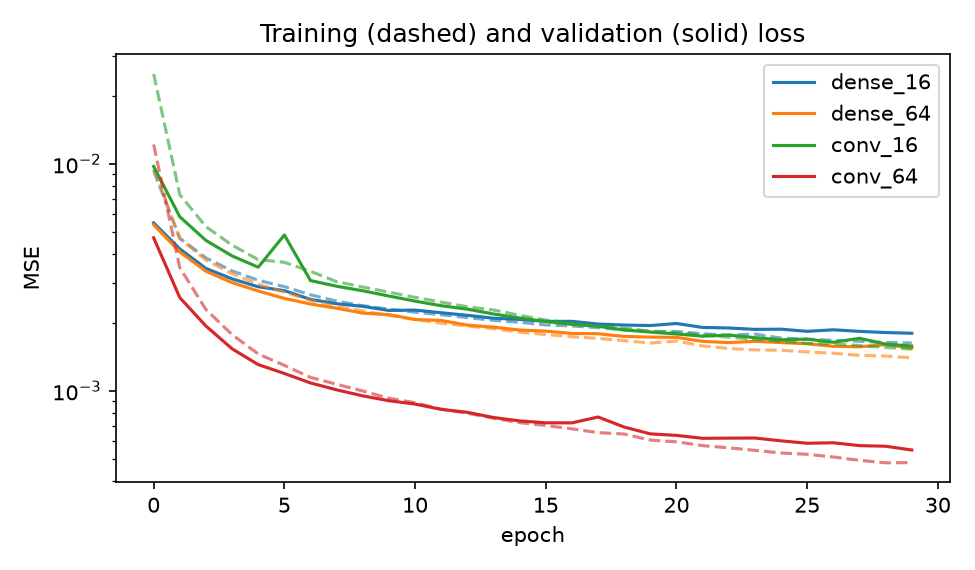 Training (dashed) and validation (solid) loss
dense_16
dense_64
conv_16
conv_64
10⁻²
10⁻³
MSE
0 5 10 15 20 25 30
epoch